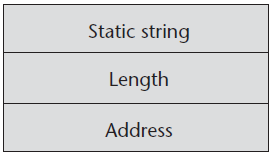 Static string
Length
Address